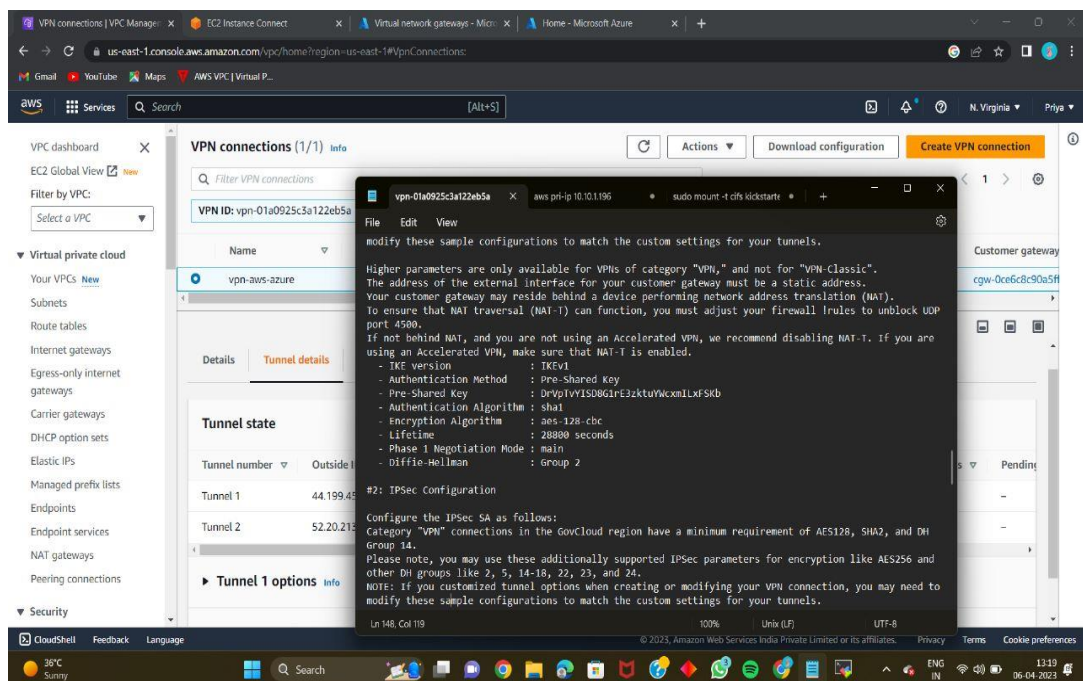 VPN connections | VPC Manager
EC2 Instance Connect
Virtual network gateways - Micro
Home - Microsoft Azure
us-east-1.console.aws.amazon.com/vpc/home?region=us-east-1#VpnConnections:
Gmail YouTube Maps AWS VPC | Virtual P...
aws Services Search [Alt+S] N. Virginia Priya
VPC dashboard
EC2 Global View New
Filter by VPC:
Select a VPC
Virtual private cloud
Your VPCs New
Subnets
Route tables
Internet gateways
Egress-only internet
gateways
Carrier gateways
DHCP option sets
Elastic IPs
Managed prefix lists
Endpoints
Endpoint services
NAT gateways
Peering connections
Security
VPN connections (1/1) Info
Actions Download configuration Create VPN connection
Filter VPN connections
1
VPN ID: vpn-01a0925c3a122eb5a
Name
Customer gateway
vpn-aws-azure
cgw-0ce6c8c90a5ff
Details Tunnel details
Tunnel state
Tunnel number Outside
Pending
Tunnel 1 44.199.45
–
Tunnel 2 52.20.213
–
Tunnel 1 options Info
vpn-01a0925c3a122eb5a aws pri-ip 10.10.1.196 sudo mount -t cifs kickstarte
File Edit View
modify these sample configurations to match the custom settings for your tunnels.
Higher parameters are only available for VPNs of category "VPN," and not for "VPN-Classic".
The address of the external interface for your customer gateway must be a static address.
Your customer gateway may reside behind a device performing network address translation (NAT).
To ensure that NAT traversal (NAT-T) can function, you must adjust your firewall !rules to unblock UDP
port 4500.
If not behind NAT, and you are not using an Accelerated VPN, we recommend disabling NAT-T. If you are
using an Accelerated VPN, make sure that NAT-T is enabled.
- IKE version : IKEv1
- Authentication Method : Pre-Shared Key
- Pre-Shared Key : DrVpTvYISD8G1rE3zktuYWcxmILxFSKb
- Authentication Algorithm : sha1
- Encryption Algorithm : aes-128-cbc
- Lifetime : 28800 seconds
- Phase 1 Negotiation Mode : main
- Diffie-Hellman : Group 2
#2: IPSec Configuration
Configure the IPSec SA as follows:
Category "VPN" connections in the GovCloud region have a minimum requirement of AES128, SHA2, and DH
Group 14.
Please note, you may use these additionally supported IPSec parameters for encryption like AES256 and
other DH groups like 2, 5, 14-18, 22, 23, and 24.
NOTE: If you customized tunnel options when creating or modifying your VPN connection, you may need to
modify these sample configurations to match the custom settings for your tunnels.
Ln 148, Col 119 100% Unix (LF) UTF-8
CloudShell Feedback Language © 2023, Amazon Web Services India Private Limited or its affiliates. Privacy Terms Cookie preferences
36°C
Sunny
Search
ENG
IN
13:19
06-04-2023